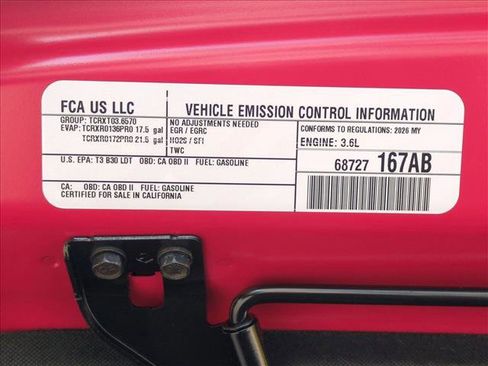 FCA US LLC
VEHICLE EMISSION CONTROL INFORMATION
GROUP: TCRXT03.6570
EVAP: TCRXR0136PR0 17.5 gal
TCRXR0172PR0 21.5 gal
NO ADJUSTMENTS NEEDED
EGR / EGRC
HO2S / SFI
TWC
CONFORMS TO REGULATIONS: 2026 MY
ENGINE: 3.6L
U.S. EPA: T3 B30 LDT OBD: CA OBD II FUEL: GASOLINE
68727 167AB
CA: OBD: CA OBD II FUEL: GASOLINE
CERTIFIED FOR SALE IN CALIFORNIA